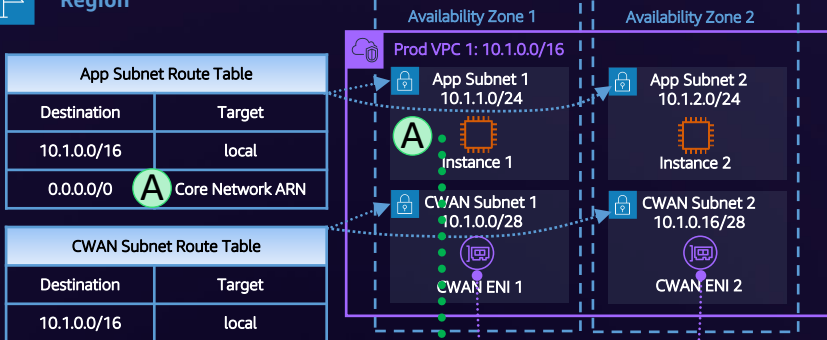 Region
Availability Zone 1
Availability Zone 2
Prod VPC 1: 10.1.0.0/16
App Subnet Route Table
Destination Target
10.1.0.0/16 local
0.0.0.0/0 A Core Network ARN
App Subnet 1
10.1.1.0/24
A
Instance 1
App Subnet 2
10.1.2.0/24
Instance 2
CWAN Subnet Route Table
Destination Target
10.1.0.0/16 local
CWAN Subnet 1
10.1.0.0/28
CWAN ENI 1
CWAN Subnet 2
10.1.0.16/28
CWAN ENI 2